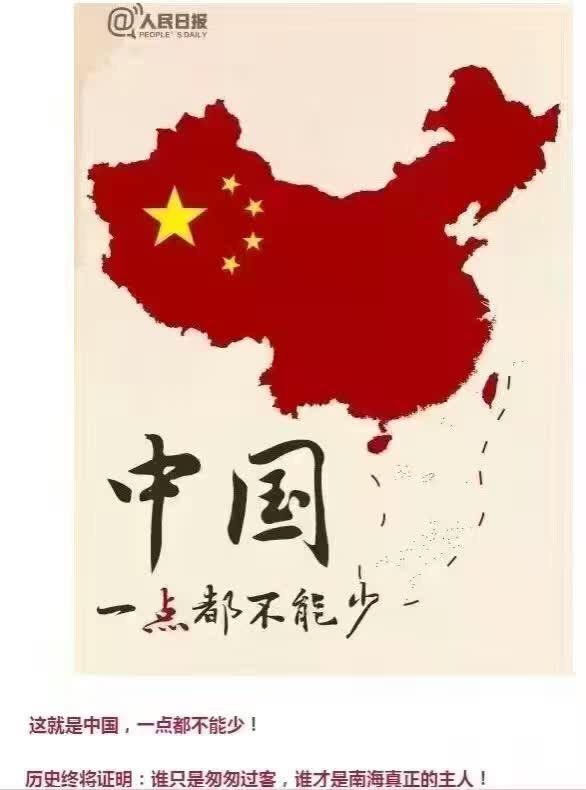 @人民日报
PEOPLE'S DAILY
中国
一点都不能少
这就是中国，一点都不能少！
历史终将证明：谁只是匆匆过客，谁才是南海真正的主人！